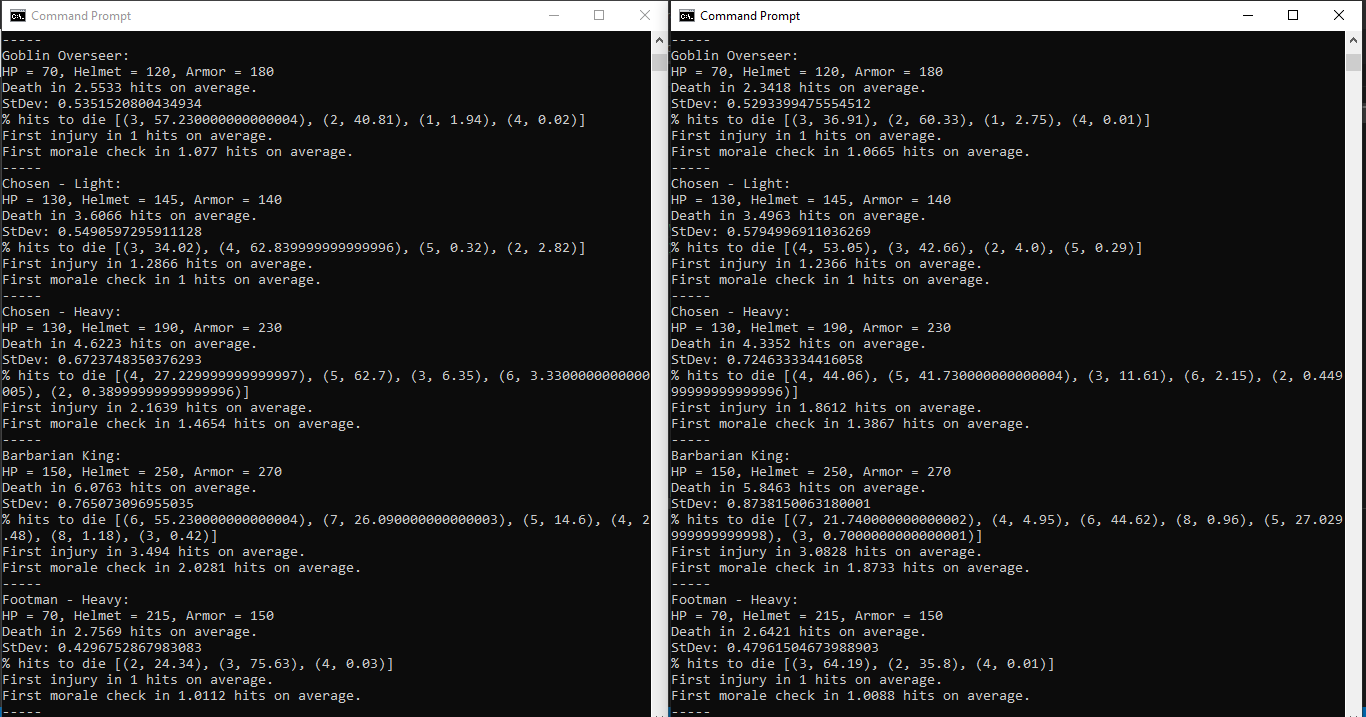 Command Prompt
-----
Goblin Overseer:
HP = 70, Helmet = 120, Armor = 180
Death in 2.5533 hits on average.
StDev: 0.5351520800434934
% hits to die [(3, 57.230000000000004), (2, 40.81), (1, 1.94), (4, 0.02)]
First injury in 1 hits on average.
First morale check in 1.077 hits on average.
-----
Chosen - Light:
HP = 130, Helmet = 145, Armor = 140
Death in 3.6066 hits on average.
StDev: 0.5490597295911128
% hits to die [(3, 34.02), (4, 62.839999999999996), (5, 0.32), (2, 2.82)]
First injury in 1.2866 hits on average.
First morale check in 1 hits on average.
-----
Chosen - Heavy:
HP = 130, Helmet = 190, Armor = 230
Death in 4.6223 hits on average.
StDev: 0.6723748350376293
% hits to die [(4, 27.229999999999997), (5, 62.7), (3, 6.35), (6, 3.3300000000000
005), (2, 0.38999999999999996)]
First injury in 2.1639 hits on average.
First morale check in 1.4654 hits on average.
-----
Barbarian King:
HP = 150, Helmet = 250, Armor = 270
Death in 6.0763 hits on average.
StDev: 0.765073096955035
% hits to die [(6, 55.230000000000004), (7, 26.090000000000003), (5, 14.6), (4, 2
.48), (8, 1.18), (3, 0.42)]
First injury in 3.494 hits on average.
First morale check in 2.0281 hits on average.
-----
Footman - Heavy:
HP = 70, Helmet = 215, Armor = 150
Death in 2.7569 hits on average.
StDev: 0.4296752867983083
% hits to die [(2, 24.34), (3, 75.63), (4, 0.03)]
First injury in 1 hits on average.
First morale check in 1.0112 hits on average.
-----
Command Prompt
-----
Goblin Overseer:
HP = 70, Helmet = 120, Armor = 180
Death in 2.3418 hits on average.
StDev: 0.5293399475554512
% hits to die [(3, 36.91), (2, 60.33), (1, 2.75), (4, 0.01)]
First injury in 1 hits on average.
First morale check in 1.0665 hits on average.
-----
Chosen - Light:
HP = 130, Helmet = 145, Armor = 140
Death in 3.4963 hits on average.
StDev: 0.5794996911036269
% hits to die [(4, 53.05), (3, 42.66), (2, 4.0), (5, 0.29)]
First injury in 1.2366 hits on average.
First morale check in 1 hits on average.
-----
Chosen - Heavy:
HP = 130, Helmet = 190, Armor = 230
Death in 4.3352 hits on average.
StDev: 0.724633334416058
% hits to die [(4, 44.06), (5, 41.730000000000004), (3, 11.61), (6, 2.15), (2, 0.449
99999999999996)]
First injury in 1.8612 hits on average.
First morale check in 1.3867 hits on average.
-----
Barbarian King:
HP = 150, Helmet = 250, Armor = 270
Death in 5.8463 hits on average.
StDev: 0.8738150063180001
% hits to die [(7, 21.740000000000002), (4, 4.95), (6, 44.62), (8, 0.96), (5, 27.029
999999999998), (3, 0.7000000000000001)]
First injury in 3.0828 hits on average.
First morale check in 1.8733 hits on average.
-----
Footman - Heavy:
HP = 70, Helmet = 215, Armor = 150
Death in 2.6421 hits on average.
StDev: 0.47961504673988903
% hits to die [(3, 64.19), (2, 35.8), (4, 0.01)]
First injury in 1 hits on average.
First morale check in 1.0088 hits on average.
-----